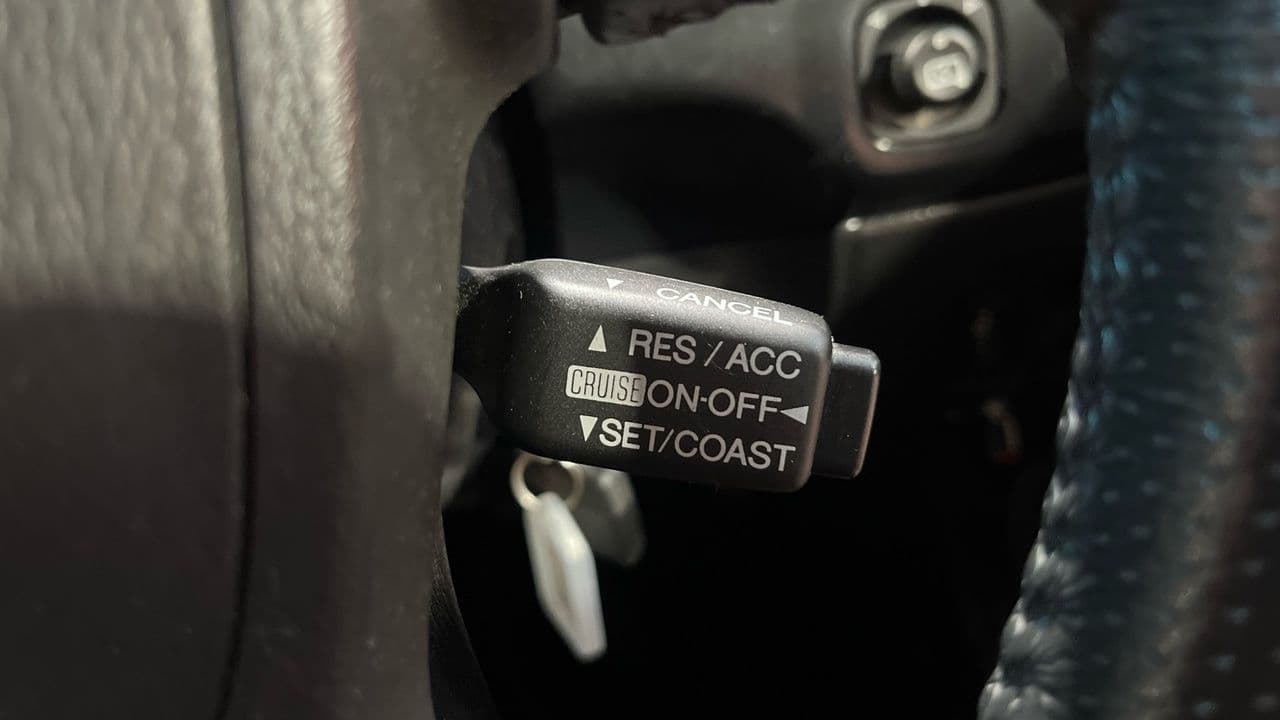 ▼ CANCEL
▲ RES / ACC
CRUISE ON-OFF ◄
▼ SET/COAST